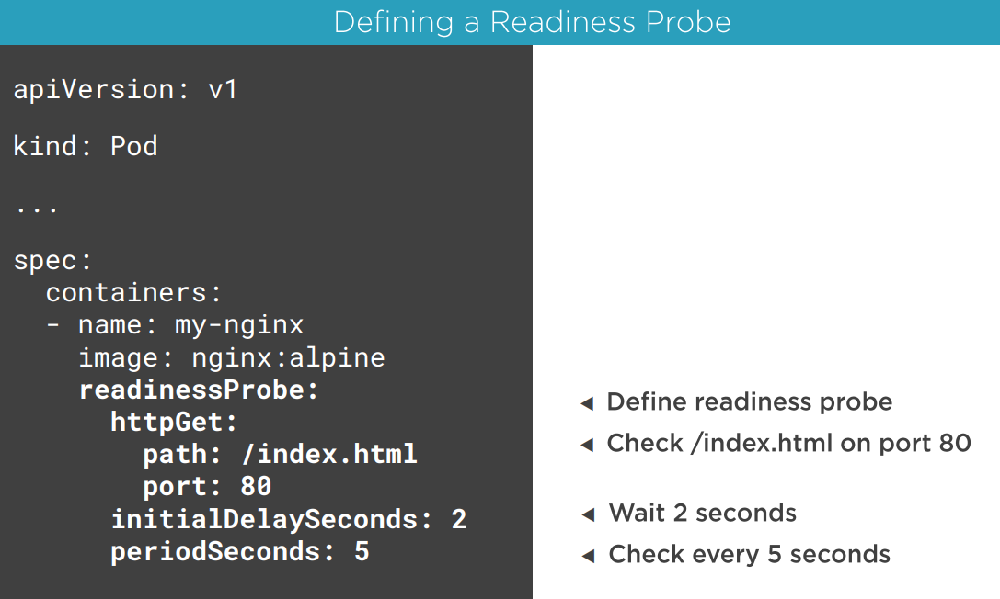 Defining a Readiness Probe
apiVersion: v1
kind: Pod
...
spec:
  containers:
  - name: my-nginx
    image: nginx:alpine
    readinessProbe:
      httpGet:
        path: /index.html
        port: 80
      initialDelaySeconds: 2
      periodSeconds: 5
Define readiness probe
Check /index.html on port 80
Wait 2 seconds
Check every 5 seconds